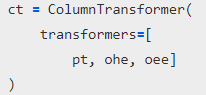 ct = ColumnTransformer(
    transformers=[
        pt, ohe, oee]
)